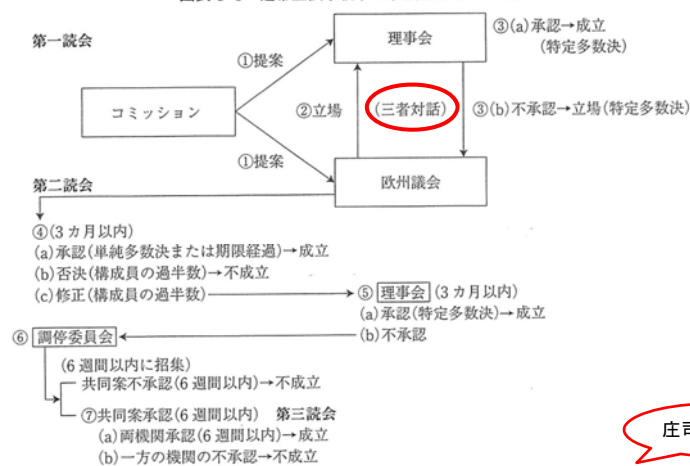 第一読会
理事会
③(a)承認→成立
(特定多数決)
①提案
コミッション
②立場
(三者対話)
③(b)不承認→立場(特定多数決)
①提案
欧州議会
第二読会
④(3カ月以内)
(a)承認(単純多数決または期限経過)→成立
(b)否決(構成員の過半数)→不成立
(c)修正(構成員の過半数)
⑤理事会(3カ月以内)
(a)承認(特定多数決)→成立
(b)不承認
⑥調停委員会
(6週間以内に招集)
共同案不承認(6週間以内)→不成立
⑦共同案承認(6週間以内) 第三読会
(a)両機関承認(6週間以内)→成立
(b)一方の機関の不承認→不成立
庄司